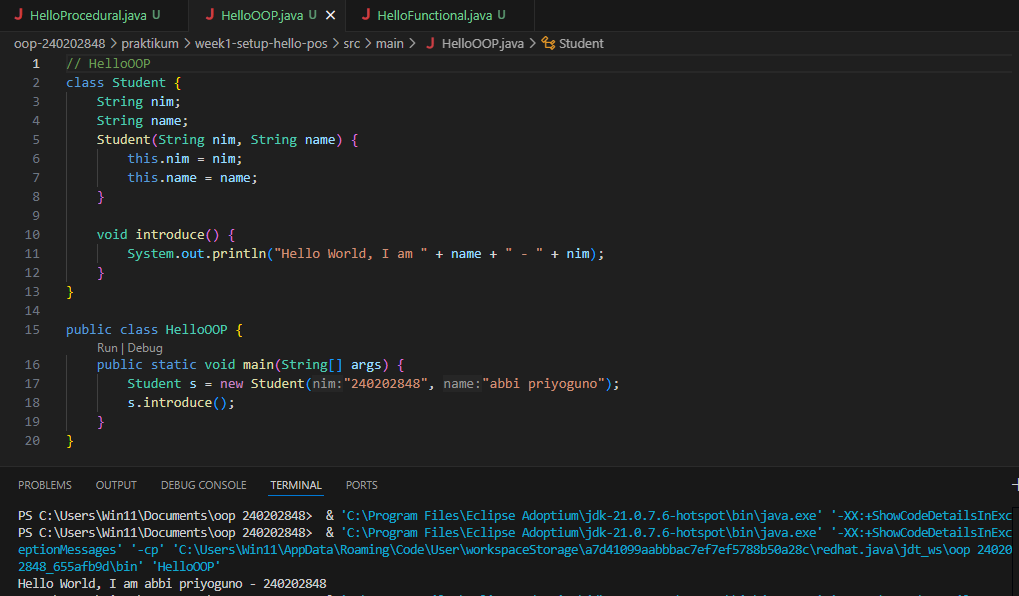 HelloProcedural.java U HelloOOP.java U HelloFunctional.java U
oop-240202848 > praktikum > week1-setup-hello-pos > src > main > HelloOOP.java > Student
1 // HelloOOP
2 class Student {
3 String nim;
4 String name;
5 Student(String nim, String name) {
6 this.nim = nim;
7 this.name = name;
8 }
9
10 void introduce() {
11 System.out.println("Hello World, I am " + name + " - " + nim);
12 }
13 }
14
15 public class HelloOOP {
Run | Debug
16 public static void main(String[] args) {
17 Student s = new Student(nim:"240202848", name:"abbi priyoguno");
18 s.introduce();
19 }
20 }
PROBLEMS OUTPUT DEBUG CONSOLE TERMINAL PORTS
PS C:\Users\Win11\Documents\oop 240202848> & 'C:\Program Files\Eclipse Adoptium\jdk-21.0.7.6-hotspot\bin\java.exe' '-XX:+ShowCodeDetailsInExc
PS C:\Users\Win11\Documents\oop 240202848> & 'C:\Program Files\Eclipse Adoptium\jdk-21.0.7.6-hotspot\bin\java.exe' '-XX:+ShowCodeDetailsInExc
eptionMessages' '-cp' 'C:\Users\Win11\AppData\Roaming\Code\User\workspaceStorage\a7d41099aabbbac7ef7ef5788b50a28c\redhat.java\jdt_ws\oop 24020
2848_655afb9d\bin' 'HelloOOP'
Hello World, I am abbi priyoguno - 240202848